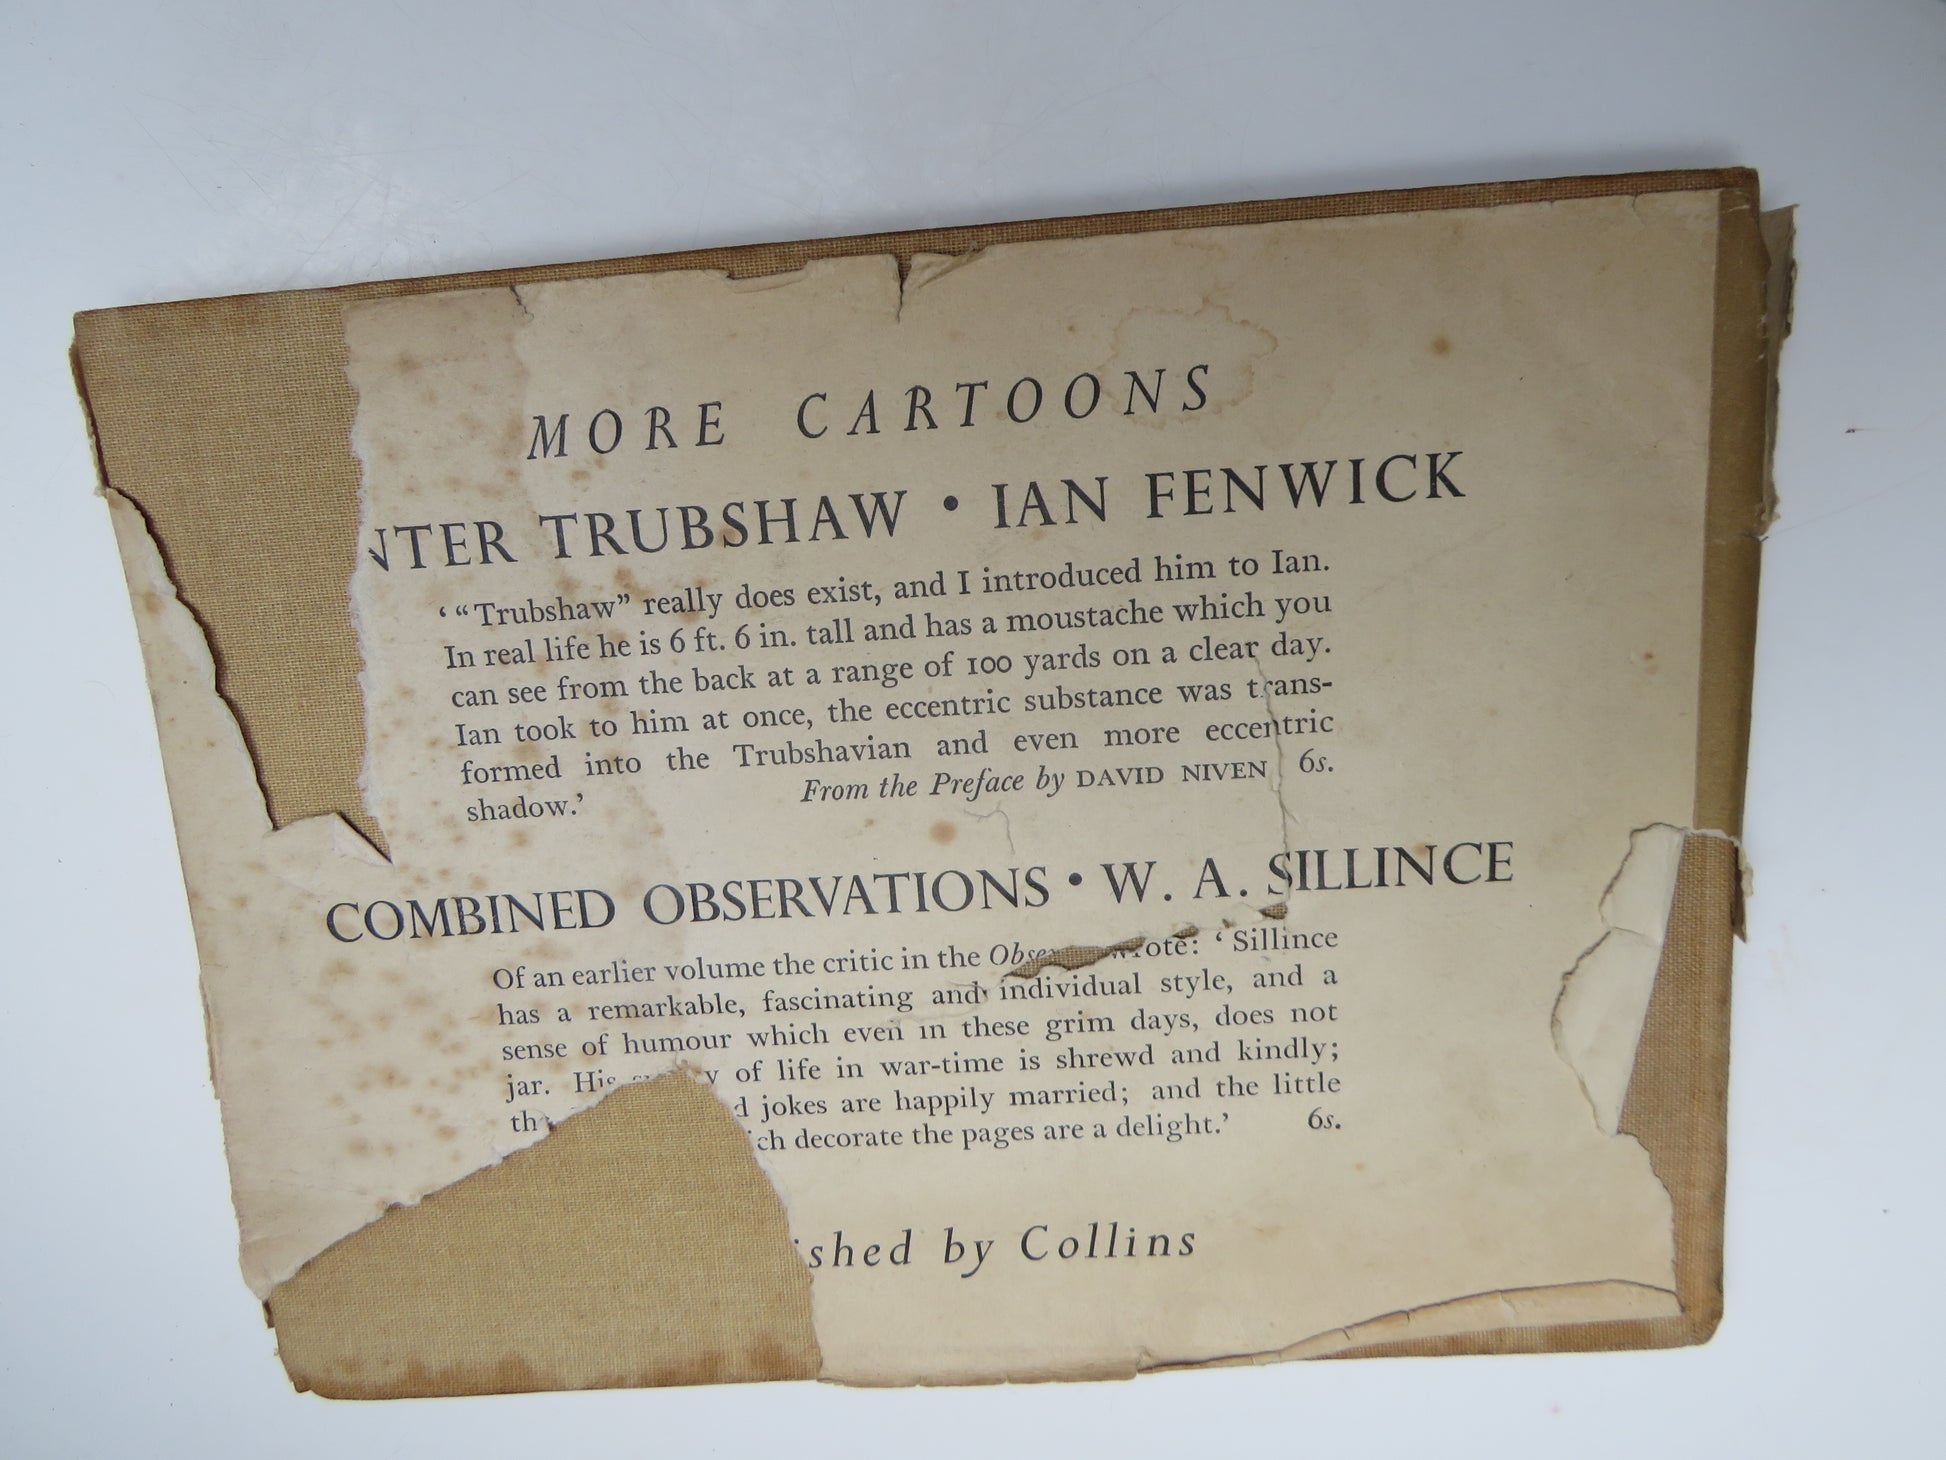 MORE CARTOONS
NTER TRUBSHAW • IAN FENWICK
‘ “Trubshaw” really does exist, and I introduced him to Ian.
In real life he is 6 ft. 6 in. tall and has a moustache which you
can see from the back at a range of 100 yards on a clear day.
Ian took to him at once, the eccentric substance was trans-
formed into the Trubshavian and even more eccentric
shadow.’ From the Preface by DAVID NIVEN 6s.
COMBINED OBSERVATIONS • W. A. SILLINCE
Of an earlier volume the critic in the : ‘ Sillince
has a remarkable, fascinating and individual style, and a
sense of humour which even in these grim days, does not
jar. His of life in war-time is shrewd and kindly;
jokes are happily married; and the little
decorate the pages are a delight.’ 6s.
ished by Collins